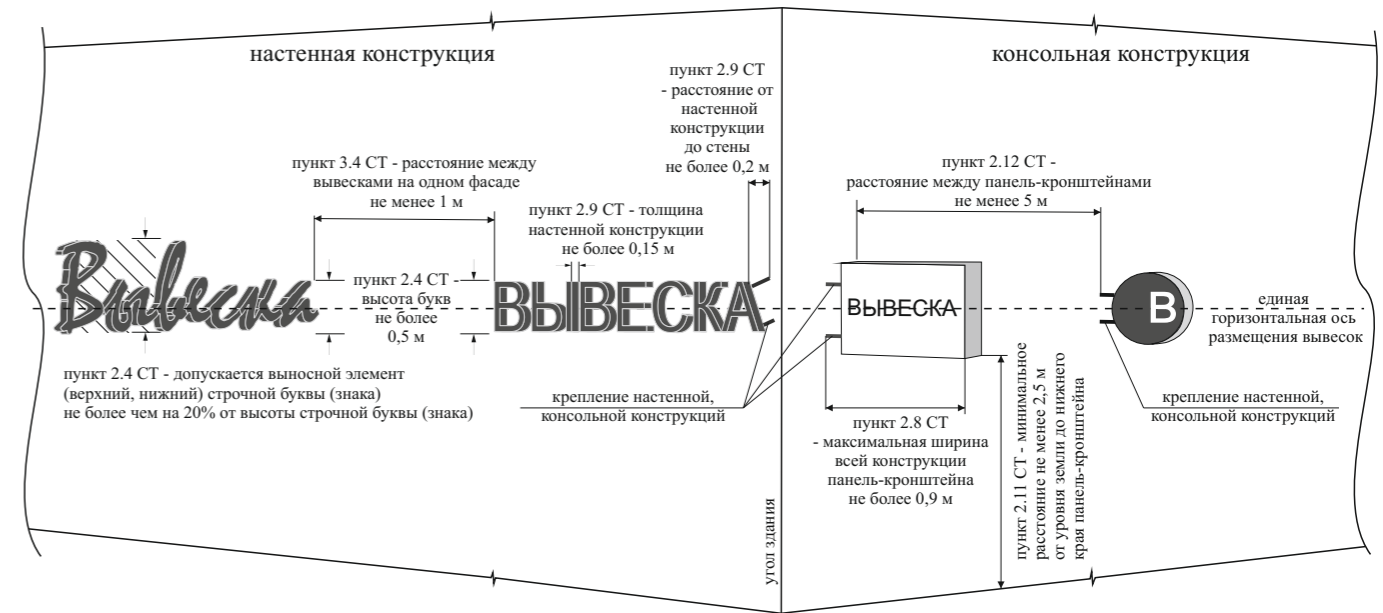 настенная конструкция
консольная конструкция
пункт 2.9 СТ
- расстояние от
настенной
конструкции
до стены
не более 0,2 м
пункт 3.4 СТ - расстояние между
вывесками на одном фасаде
не менее 1 м
пункт 2.9 СТ - толщина
настенной конструкции
не более 0,15 м
пункт 2.12 СТ -
расстояние между панель-кронштейнами
не менее 5 м
Вывеска
пункт 2.4 СТ -
высота букв
не более
0,5 м
ВЫВЕСКА
ВЫВЕСКА
В
единая
горизонтальная ось
размещения вывесок
пункт 2.4 СТ - допускается выносной элемент
(верхний, нижний) строчной буквы (знака)
не более чем на 20% от высоты строчной буквы (знака)
крепление настенной,
консольной конструкций
пункт 2.8 СТ
- максимальная ширина
всей конструкции
панель-кронштейна
не более 0,9 м
угол здания
пункт 2.11 СТ - минимальное
расстояние не менее 2,5 м
от уровня земли до нижнего
края панель-кронштейна
крепление настенной,
консольной конструкций